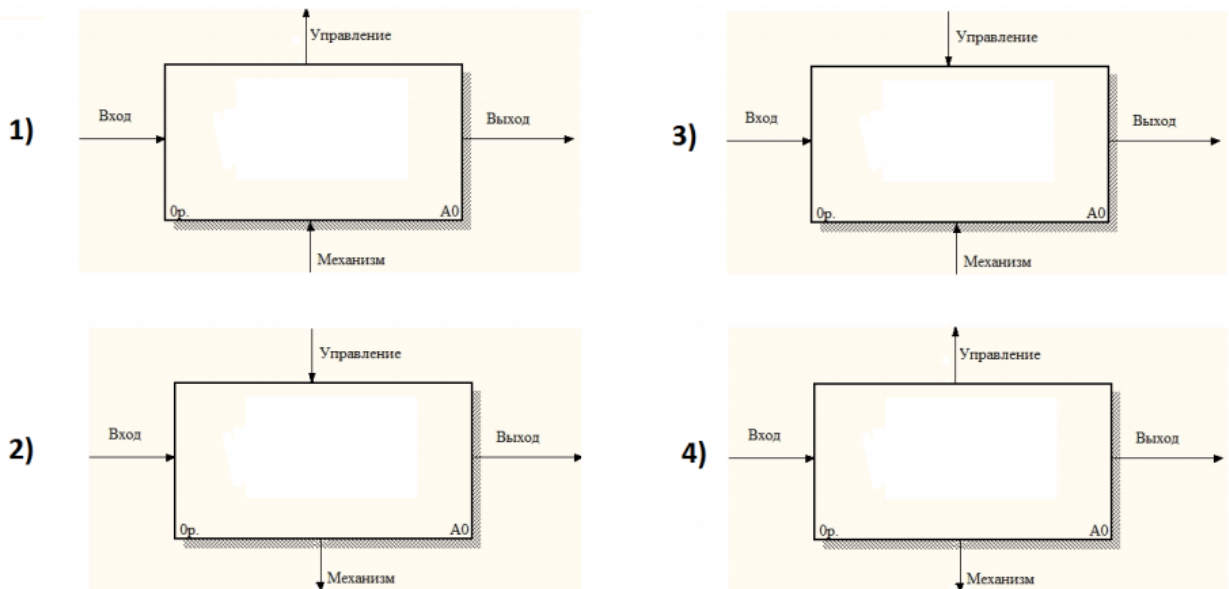 1)
Управление
Вход
Выход
0р.
A0
Механизм
3)
Управление
Вход
Выход
0р.
A0
Механизм
2)
Управление
Вход
Выход
0р.
A0
Механизм
4)
Управление
Вход
Выход
0р.
A0
Механизм